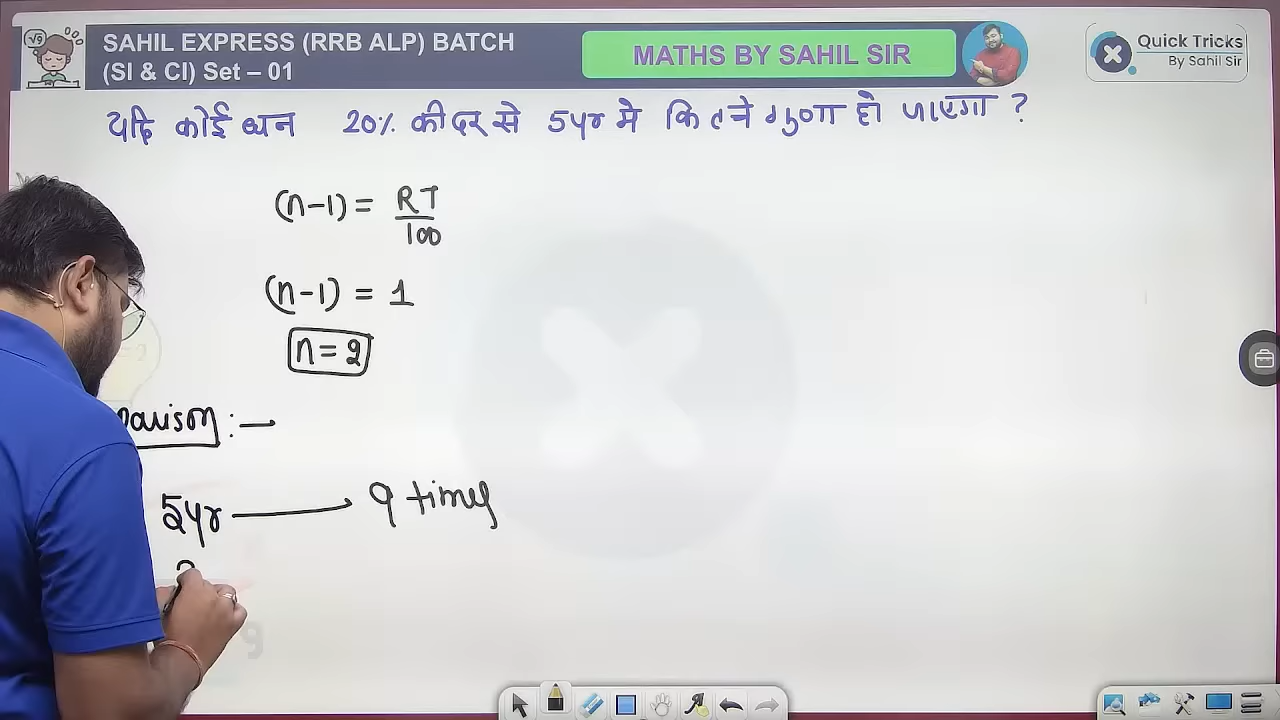 SAHIL EXPRESS (RRB ALP) BATCH
(SI & CI) Set – 01
MATHS BY SAHIL SIR
Quick Tricks
By Sahil Sir
यदि कोई धन 20% की दर से 5yr मे कितने गुणा हो जाएगा ?
(n-1) = RT/100
(n-1) = 1
n = 2
parison :-
5yr — 9 times